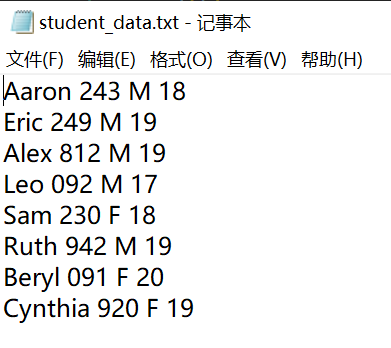 student_data.txt - 记事本
文件(F) 编辑(E) 格式(O) 查看(V) 帮助(H)
Aaron 243 M 18
Eric 249 M 19
Alex 812 M 19
Leo 092 M 17
Sam 230 F 18
Ruth 942 M 19
Beryl 091 F 20
Cynthia 920 F 19